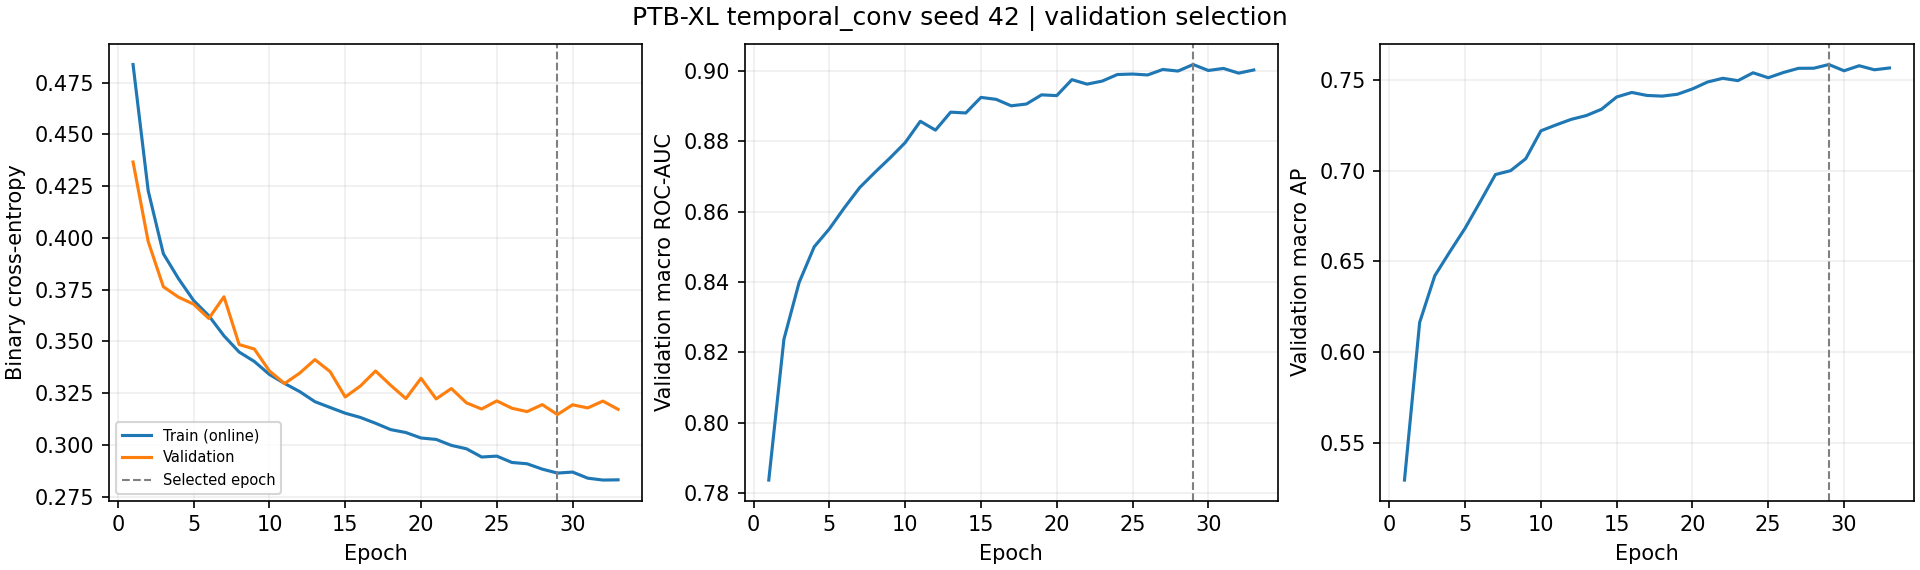 PTB-XL temporal_conv seed 42 | validation selection
Binary cross-entropy
0.475
0.450
0.425
0.400
0.375
0.350
0.325
0.300
0.275
Train (online)
Validation
Selected epoch
0 5 10 15 20 25 30
Epoch
Validation macro ROC-AUC
0.90
0.88
0.86
0.84
0.82
0.80
0.78
0 5 10 15 20 25 30
Epoch
Validation macro AP
0.75
0.70
0.65
0.60
0.55
0 5 10 15 20 25 30
Epoch